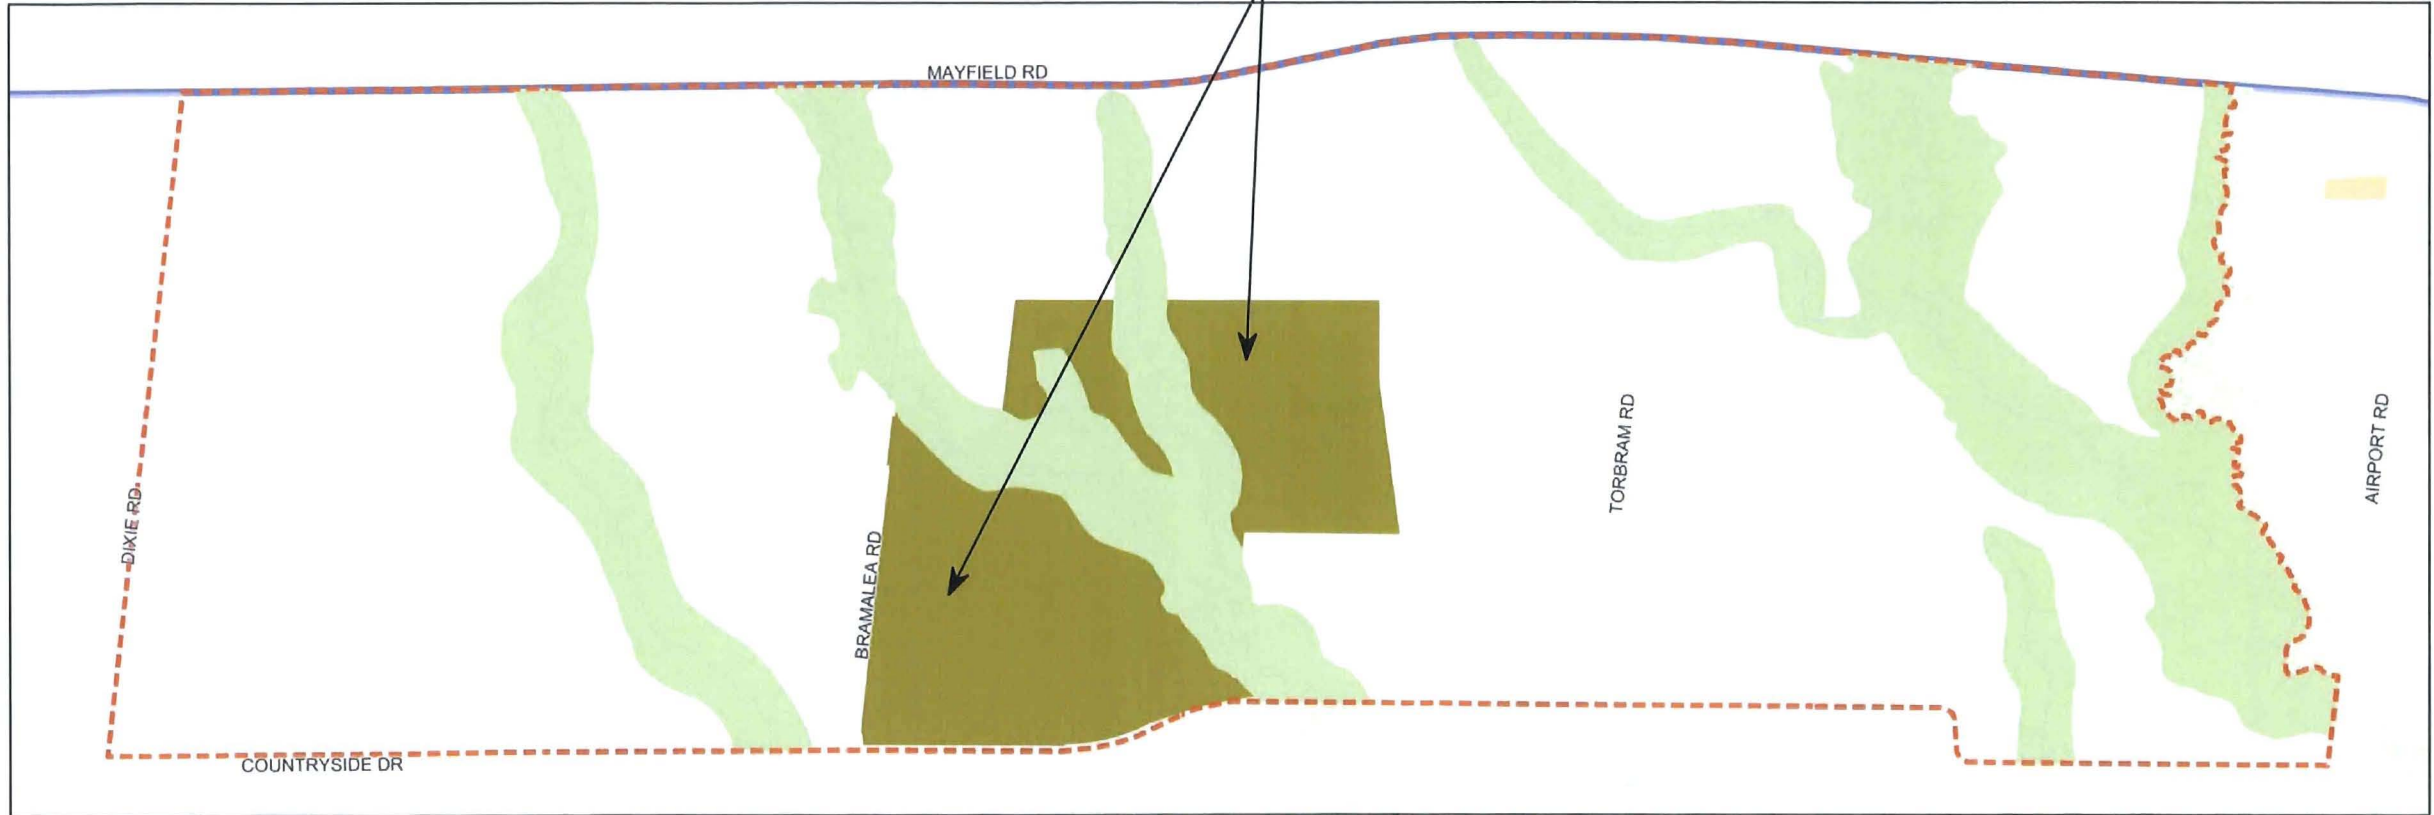 MAYFIELD RD
TORBRAM RD
AIRPORT RD
DIXIE RD
BRAMALEA RD
COUNTRYSIDE DR